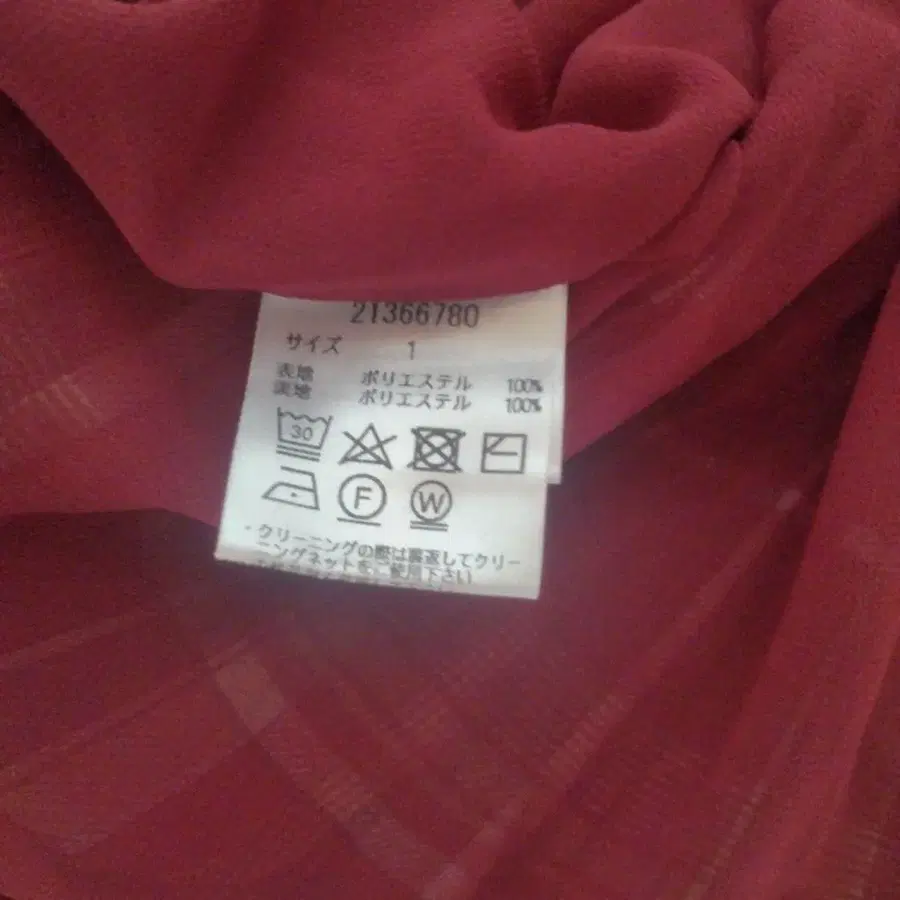 21366780
サイズ 1
表地 ポリエステル 100%
裏地 ポリエステル 100%
30
F W
・クリーニングの際は裏返してクリー
ニングネットをご使用下さい